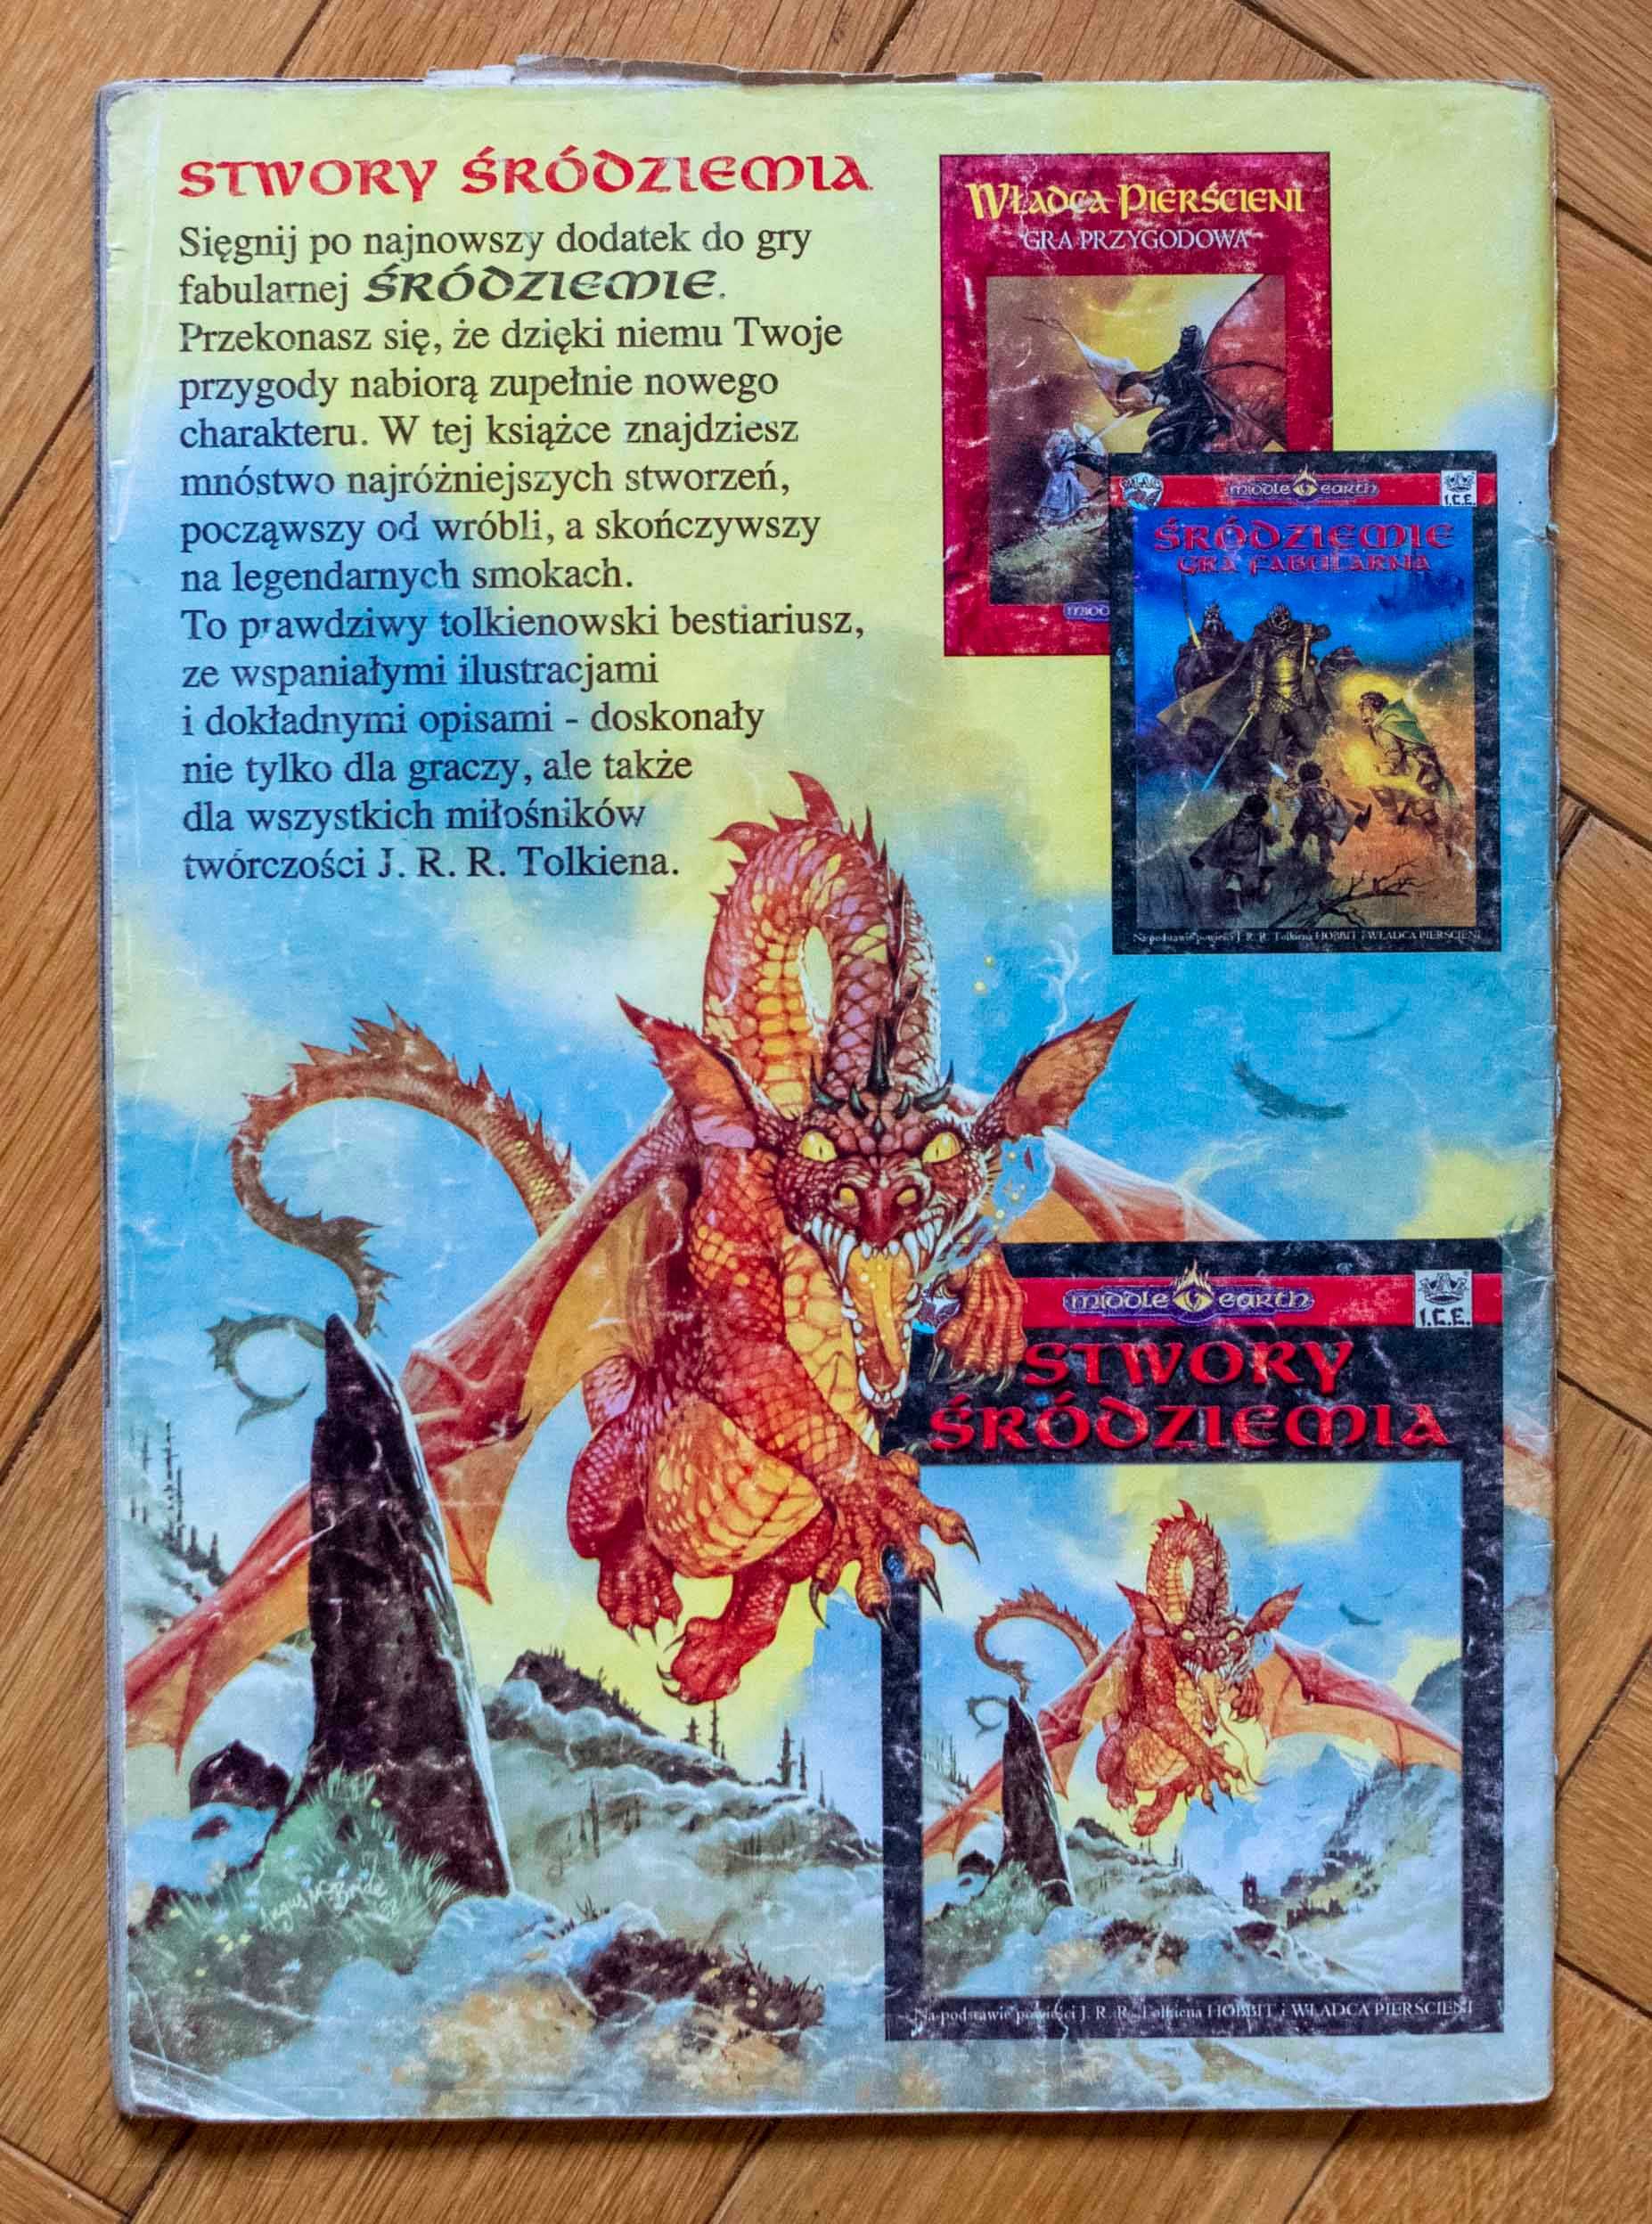 STWORY ŚRÓDZIEMIA
Sięgnij po najnowszy dodatek do gry
fabularnej ŚRÓDZIEMIE.
Przekonasz się, że dzięki niemu Twoje
przygody nabiorą zupełnie nowego
charakteru. W tej książce znajdziesz
mnóstwo najróżniejszych stworzeń,
począwszy od wróbli, a skończywszy
na legendarnych smokach.
To prawdziwy tolkienowski bestiariusz,
ze wspaniałymi ilustracjami
i dokładnymi opisami - doskonały
nie tylko dla graczy, ale także
dla wszystkich miłośników
twórczości J. R. R. Tolkiena.
WŁADCA PIERŚCIENI
GRA PRZYGODOWA
MIDDLE EARTH
I.C.E.
ŚRÓDZIEMIE
GRA FABULARNA
Na podstawie powieści J. R. R. Tolkiena HOBBIT i WŁADCA PIERŚCIENI
MIDDLE EARTH
I.C.E.
STWORY
ŚRÓDZIEMIA
Na podstawie powieści J. R. R. Tolkiena HOBBIT i WŁADCA PIERŚCIENI
Angus McBride